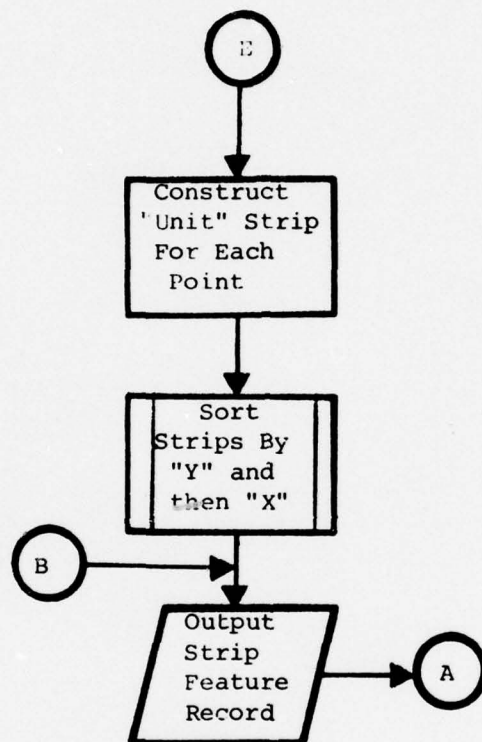 E
Construct
"Unit" Strip
For Each
Point
Sort
Strips By
"Y" and
then "X"
B
Output
Strip
Feature
Record
A